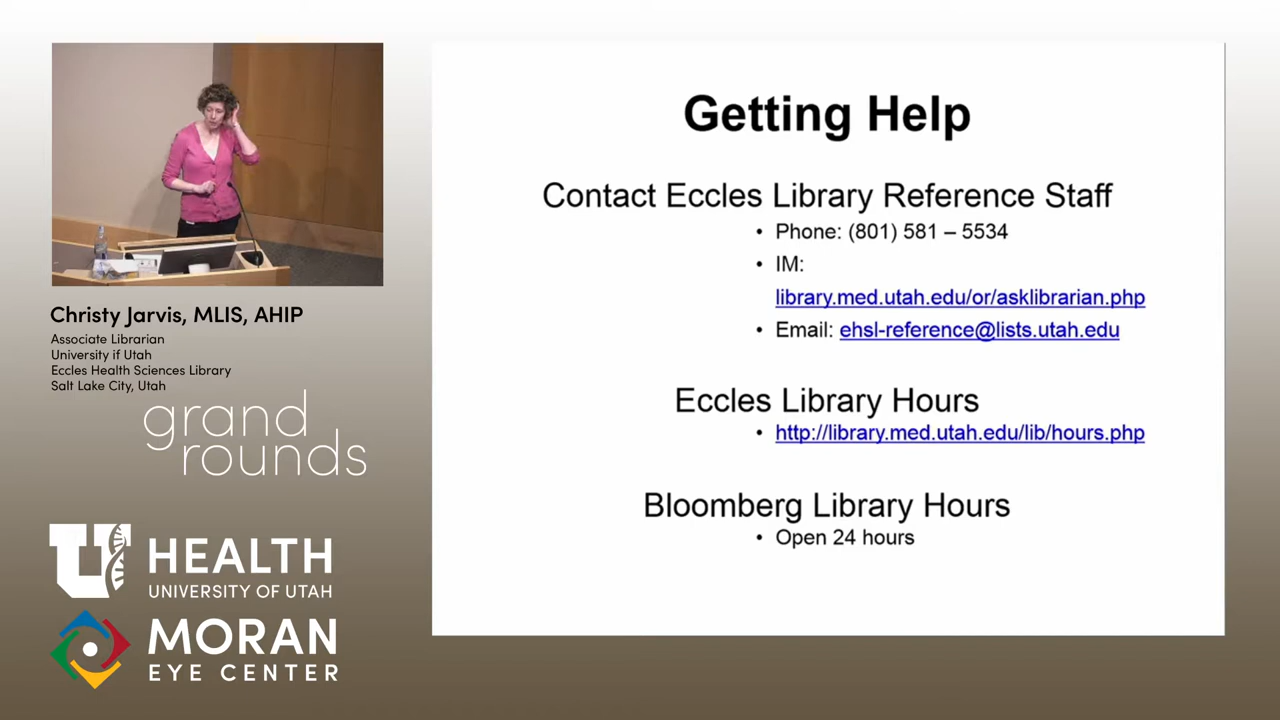 Getting Help
Contact Eccles Library Reference Staff
• Phone: (801) 581 – 5534
• IM:
library.med.utah.edu/or/asklibrarian.php
• Email: ehsl-reference@lists.utah.edu
Eccles Library Hours
• http://library.med.utah.edu/lib/hours.php
Bloomberg Library Hours
• Open 24 hours
Christy Jarvis, MLIS, AHIP
Associate Librarian
University if Utah
Eccles Health Sciences Library
Salt Lake City, Utah
grand
rounds
U HEALTH
UNIVERSITY OF UTAH
MORAN
EYE CENTER